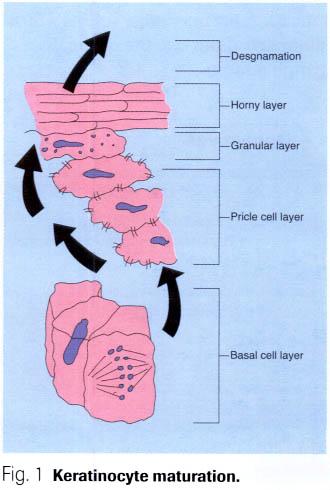 Desgnamation
Horny layer
Granular layer
Pricle cell layer
Basal cell layer
Fig. 1 Keratinocyte maturation.